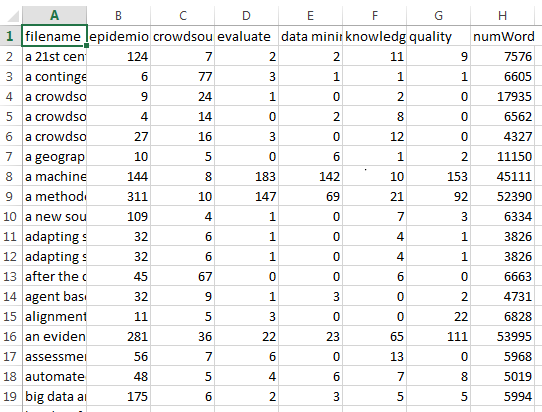 A B C D E F G H
1 filename epidemio crowdsou evaluate data minin knowledg quality numWord
2 a 21st cen 124 7 2 2 11 9 7576
3 a continge 6 77 3 1 1 1 6605
4 a crowdso 9 24 1 0 2 0 17935
5 a crowdso 4 14 0 2 8 0 6562
6 a crowdso 27 16 3 0 12 0 4327
7 a geograp 10 5 0 6 1 2 11150
8 a machine 144 8 183 142 10 153 45111
9 a methode 311 10 147 69 21 92 52390
10 a new sou 109 4 1 0 7 3 6334
11 adapting s 32 6 1 0 4 1 3826
12 adapting s 32 6 1 0 4 1 3826
13 after the c 45 67 0 0 6 0 6663
14 agent base 32 9 1 3 0 2 4731
15 alignment 11 5 3 0 0 22 6828
16 an eviden 281 36 22 23 65 111 53995
17 assessmen 56 7 6 0 13 0 5968
18 automate 48 5 4 6 7 8 5019
19 big data an 175 6 2 3 5 5 5994